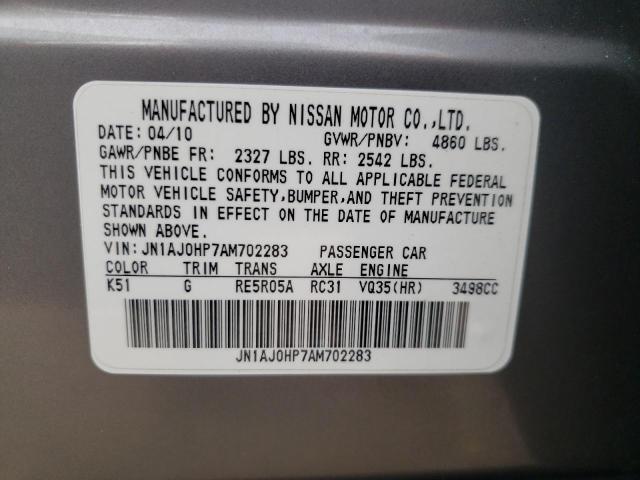 MANUFACTURED BY NISSAN MOTOR CO.,LTD.
DATE: 04/10 GVWR/PNBV: 4860 LBS.
GAWR/PNBE FR: 2327 LBS. RR: 2542 LBS.
THIS VEHICLE CONFORMS TO ALL APPLICABLE FEDERAL
MOTOR VEHICLE SAFETY,BUMPER,AND THEFT PREVENTION
STANDARDS IN EFFECT ON THE DATE OF MANUFACTURE
SHOWN ABOVE.
VIN:JN1AJ0HP7AM702283 PASSENGER CAR
COLOR TRIM TRANS AXLE ENGINE
K51 G RE5R05A RC31 VQ35(HR) 3498CC
JN1AJ0HP7AM702283